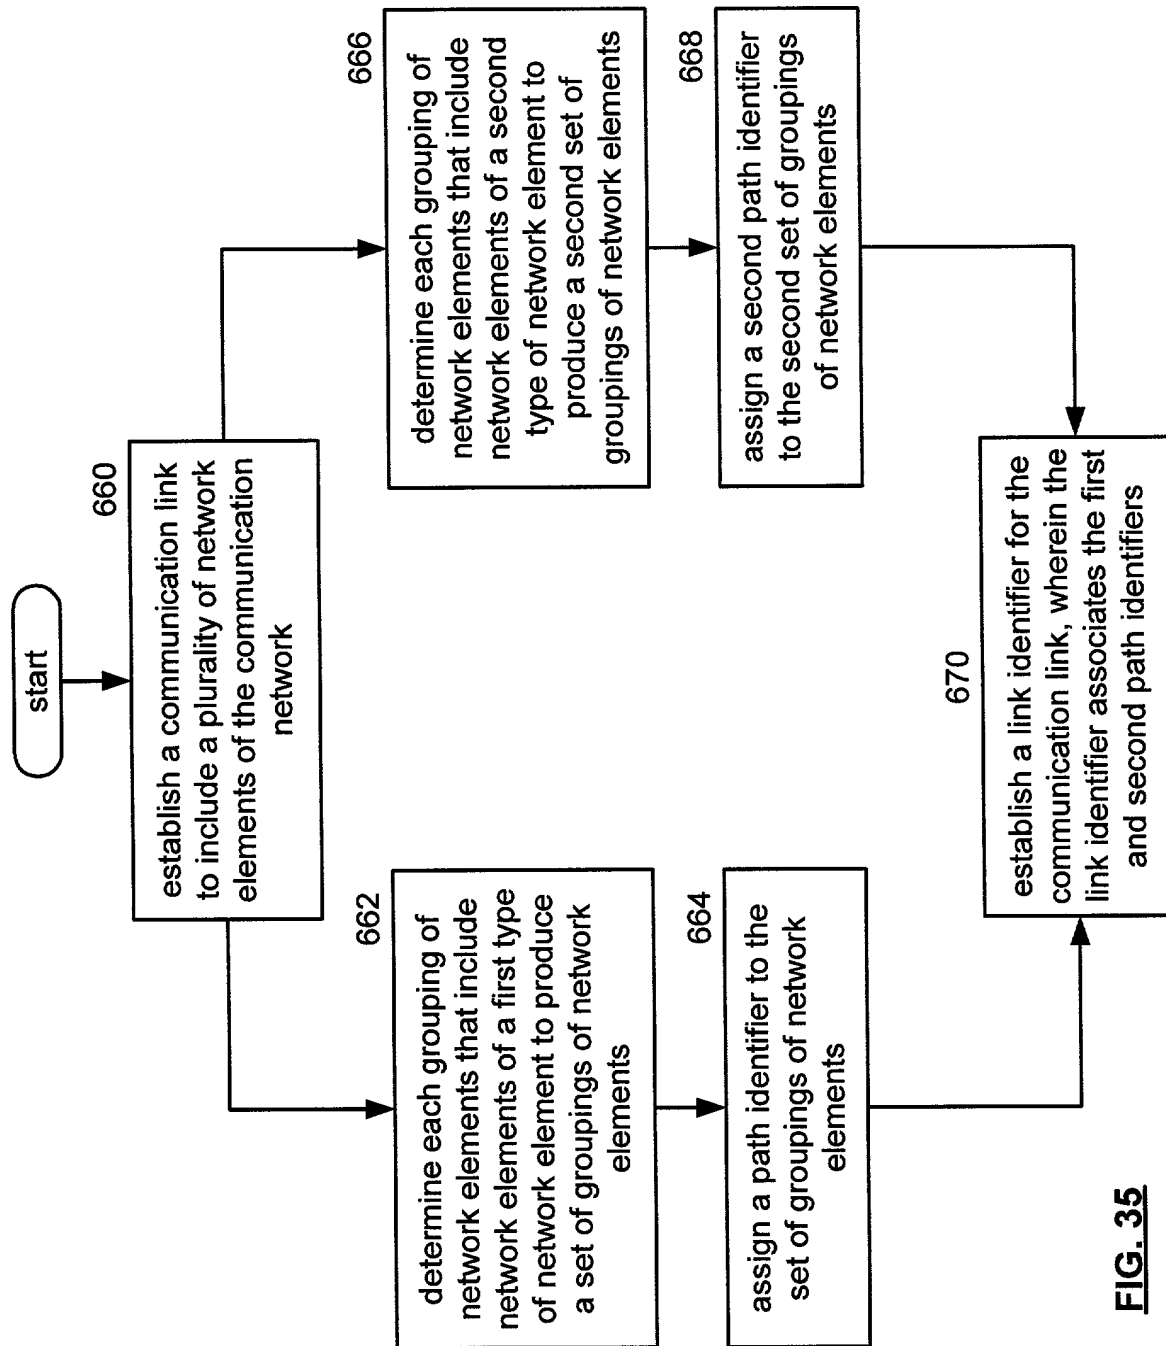 start
660
establish a communication link
to include a plurality of network
elements of the communication
network
662
determine each grouping of
network elements that include
network elements of a first type
of network element to produce
a set of groupings of network
elements
664
assign a path identifier to the
set of groupings of network
elements
666
determine each grouping of
network elements that include
network elements of a second
type of network element to
produce a second set of
groupings of network elements
668
assign a second path identifier
to the second set of groupings
of network elements
670
establish a link identifier for the
communication link, wherein the
link identifier associates the first
and second path identifiers
FIG. 35